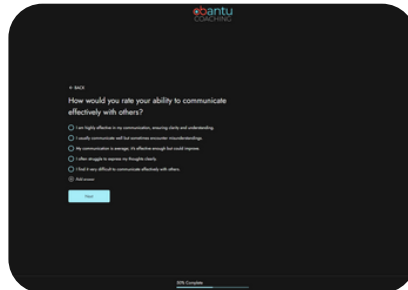 obantu
COACHING
← BACK
How would you rate your ability to communicate
effectively with others?
I am highly effective in my communication, ensuring clarity and understanding.
I usually communicate well but sometimes encounter misunderstandings.
My communication is average; it's effective enough but could improve.
I often struggle to express my thoughts clearly.
I find it very difficult to communicate effectively with others.
Add answer
Next
50% Complete